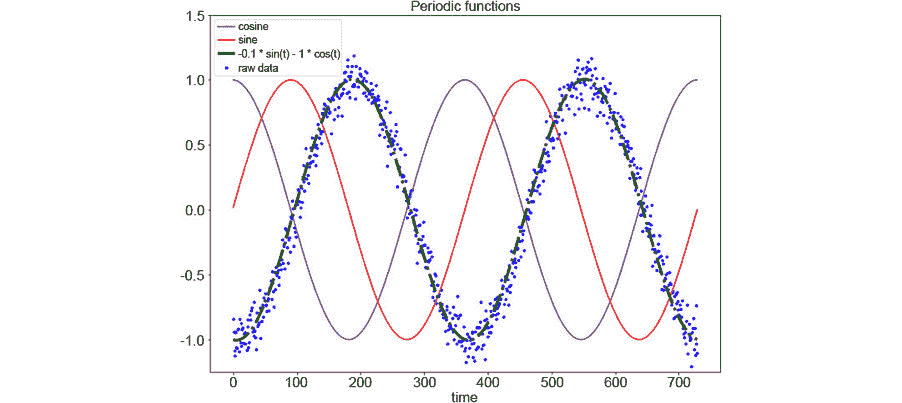 Periodic functions
cosine
sine
-0.1 * sin(t) - 1 * cos(t)
raw data
1.5
1.0
0.5
0.0
-0.5
-1.0
0 100 200 300 400 500 600 700
time